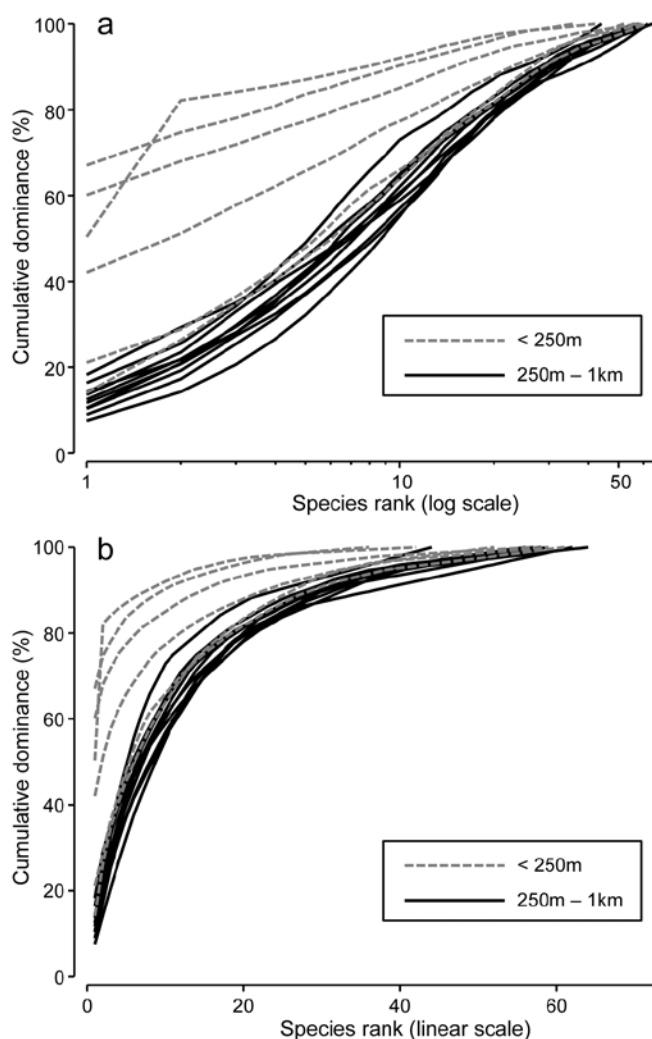 a
100
80
60
40
20
0
Cumulative dominance (%)
< 250m
250m – 1km
1
10
50
Species rank (log scale)
b
100
80
60
40
20
0
Cumulative dominance (%)
< 250m
250m – 1km
0
20
40
60
Species rank (linear scale)